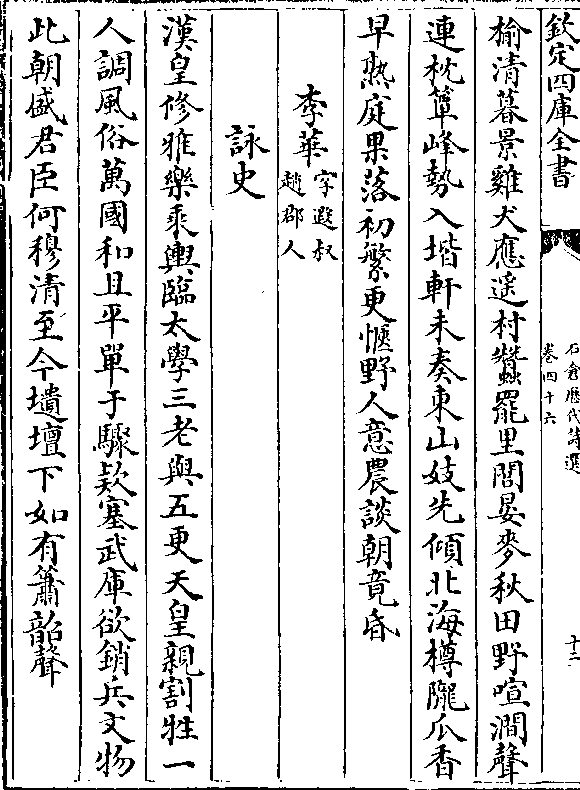 欽定四庫全書
石倉歴代詩選
卷四十六
十二
榆清暮景雞犬應遥村蠶罷里閭晏麥秋田野喧澗聲
連枕簟峰勢入堦軒未奏東山妓先傾北海樽隴瓜香
早熟庭果落初繁更愜野人意農談朝竟昏
李華
字遐叔
趙郡人
詠史
漢皇修雅樂乘輿臨太學三老與五更天皇親割牲一
人調風俗萬國和且平單于驟欵塞武庫欲銷兵文物
此朝盛君臣何穆清至今壝壇下如有簫韶聲